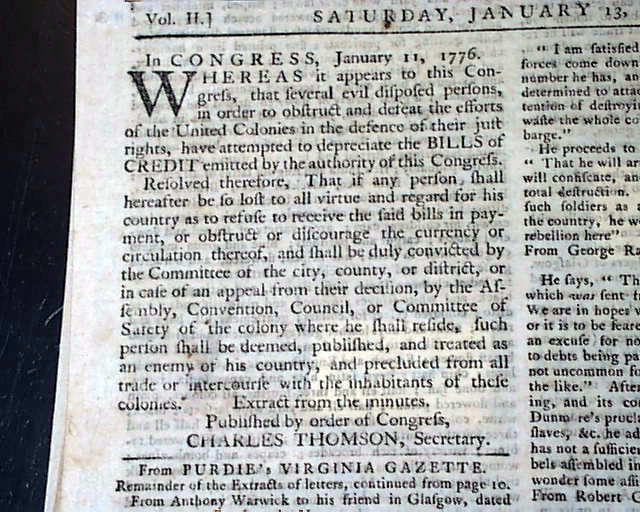 Vol. II.]
SATURDAY, JANUARY 13,
In CONGRESS, January 11, 1776.
WHEREAS it appears to this Con-
greſs, that ſeveral evil diſpoſed perſons,
in order to obſtruct and defeat the efforts
of the United Colonies in the defence of their juſt
rights, have attempted to depreciate the BILLS of
CREDIT emitted by the authority of this Congreſs.
Reſolved therefore, That if any perſon ſhall
hereafter be ſo loſt to all virtue and regard for his
country as to refuſe to receive the ſaid bills in pay-
ment, or obſtruct or diſcourage the currency or
circulation thereof, and ſhall be duly convicted by
the Committee of the city, county, or diſtrict, or
in caſe of an appeal from their deciſion, by the Aſ-
ſembly, Convention, Council, or Committee of
Safety of the colony where he ſhall reſide, ſuch
perſon ſhall be deemed, publiſhed, and treated as
an enemy of his country, and precluded from all
trade or intercourſe with the inhabitants of theſe
colonies. Extract from the minutes.
Publiſhed by order of Congreſs,
CHARLES THOMSON, Secretary.
From PURDIE's VIRGINIA GAZETTE.
Remainder of the Extracts of letters, continued from page 10.
From Anthony Warwick to his friend in Glaſgow, dated
" I am ſatisfied
forces come down
number he has, an
determined to attac
tention of deſtroyi
waſte the whole co
barge."
He proceeds to
" That he will ar
will confiſcate, an
total deſtruction.
ſuch ſoldiers as
the country, he w
rebellion here"
From George Ra
He ſays, " Th
which was ſent
We are in hopes
or it is to be feare
an excuſe) for no
to debts being pa
not uncommon fo
the like." After
ing, and its co
Dunmore's procla
ſlaves, &c. he ad
has not a ſufficien
bels aſſembled in
wonder ſome aſſi
From Robert